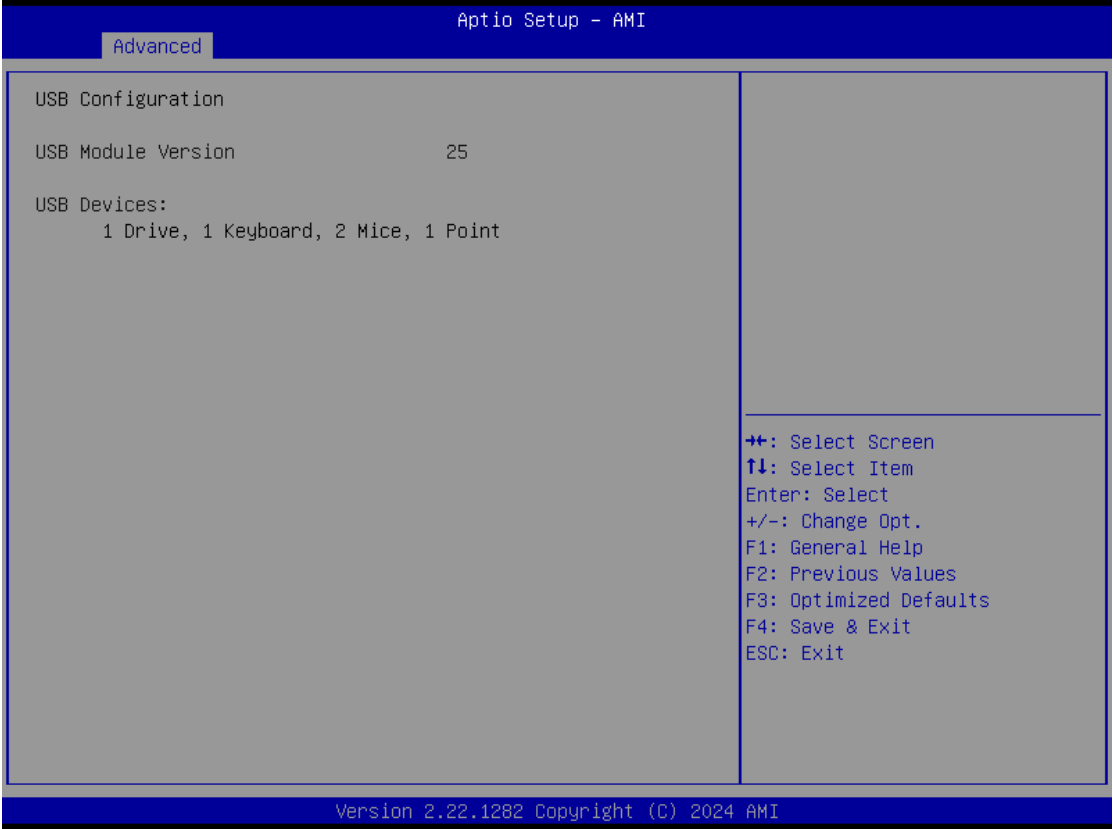 Aptio Setup – AMI
Advanced
USB Configuration
USB Module Version 25
USB Devices:
1 Drive, 1 Keyboard, 2 Mice, 1 Point
→←: Select Screen
↑↓: Select Item
Enter: Select
+/-: Change Opt.
F1: General Help
F2: Previous Values
F3: Optimized Defaults
F4: Save & Exit
ESC: Exit
Version 2.22.1282 Copyright (C) 2024 AMI